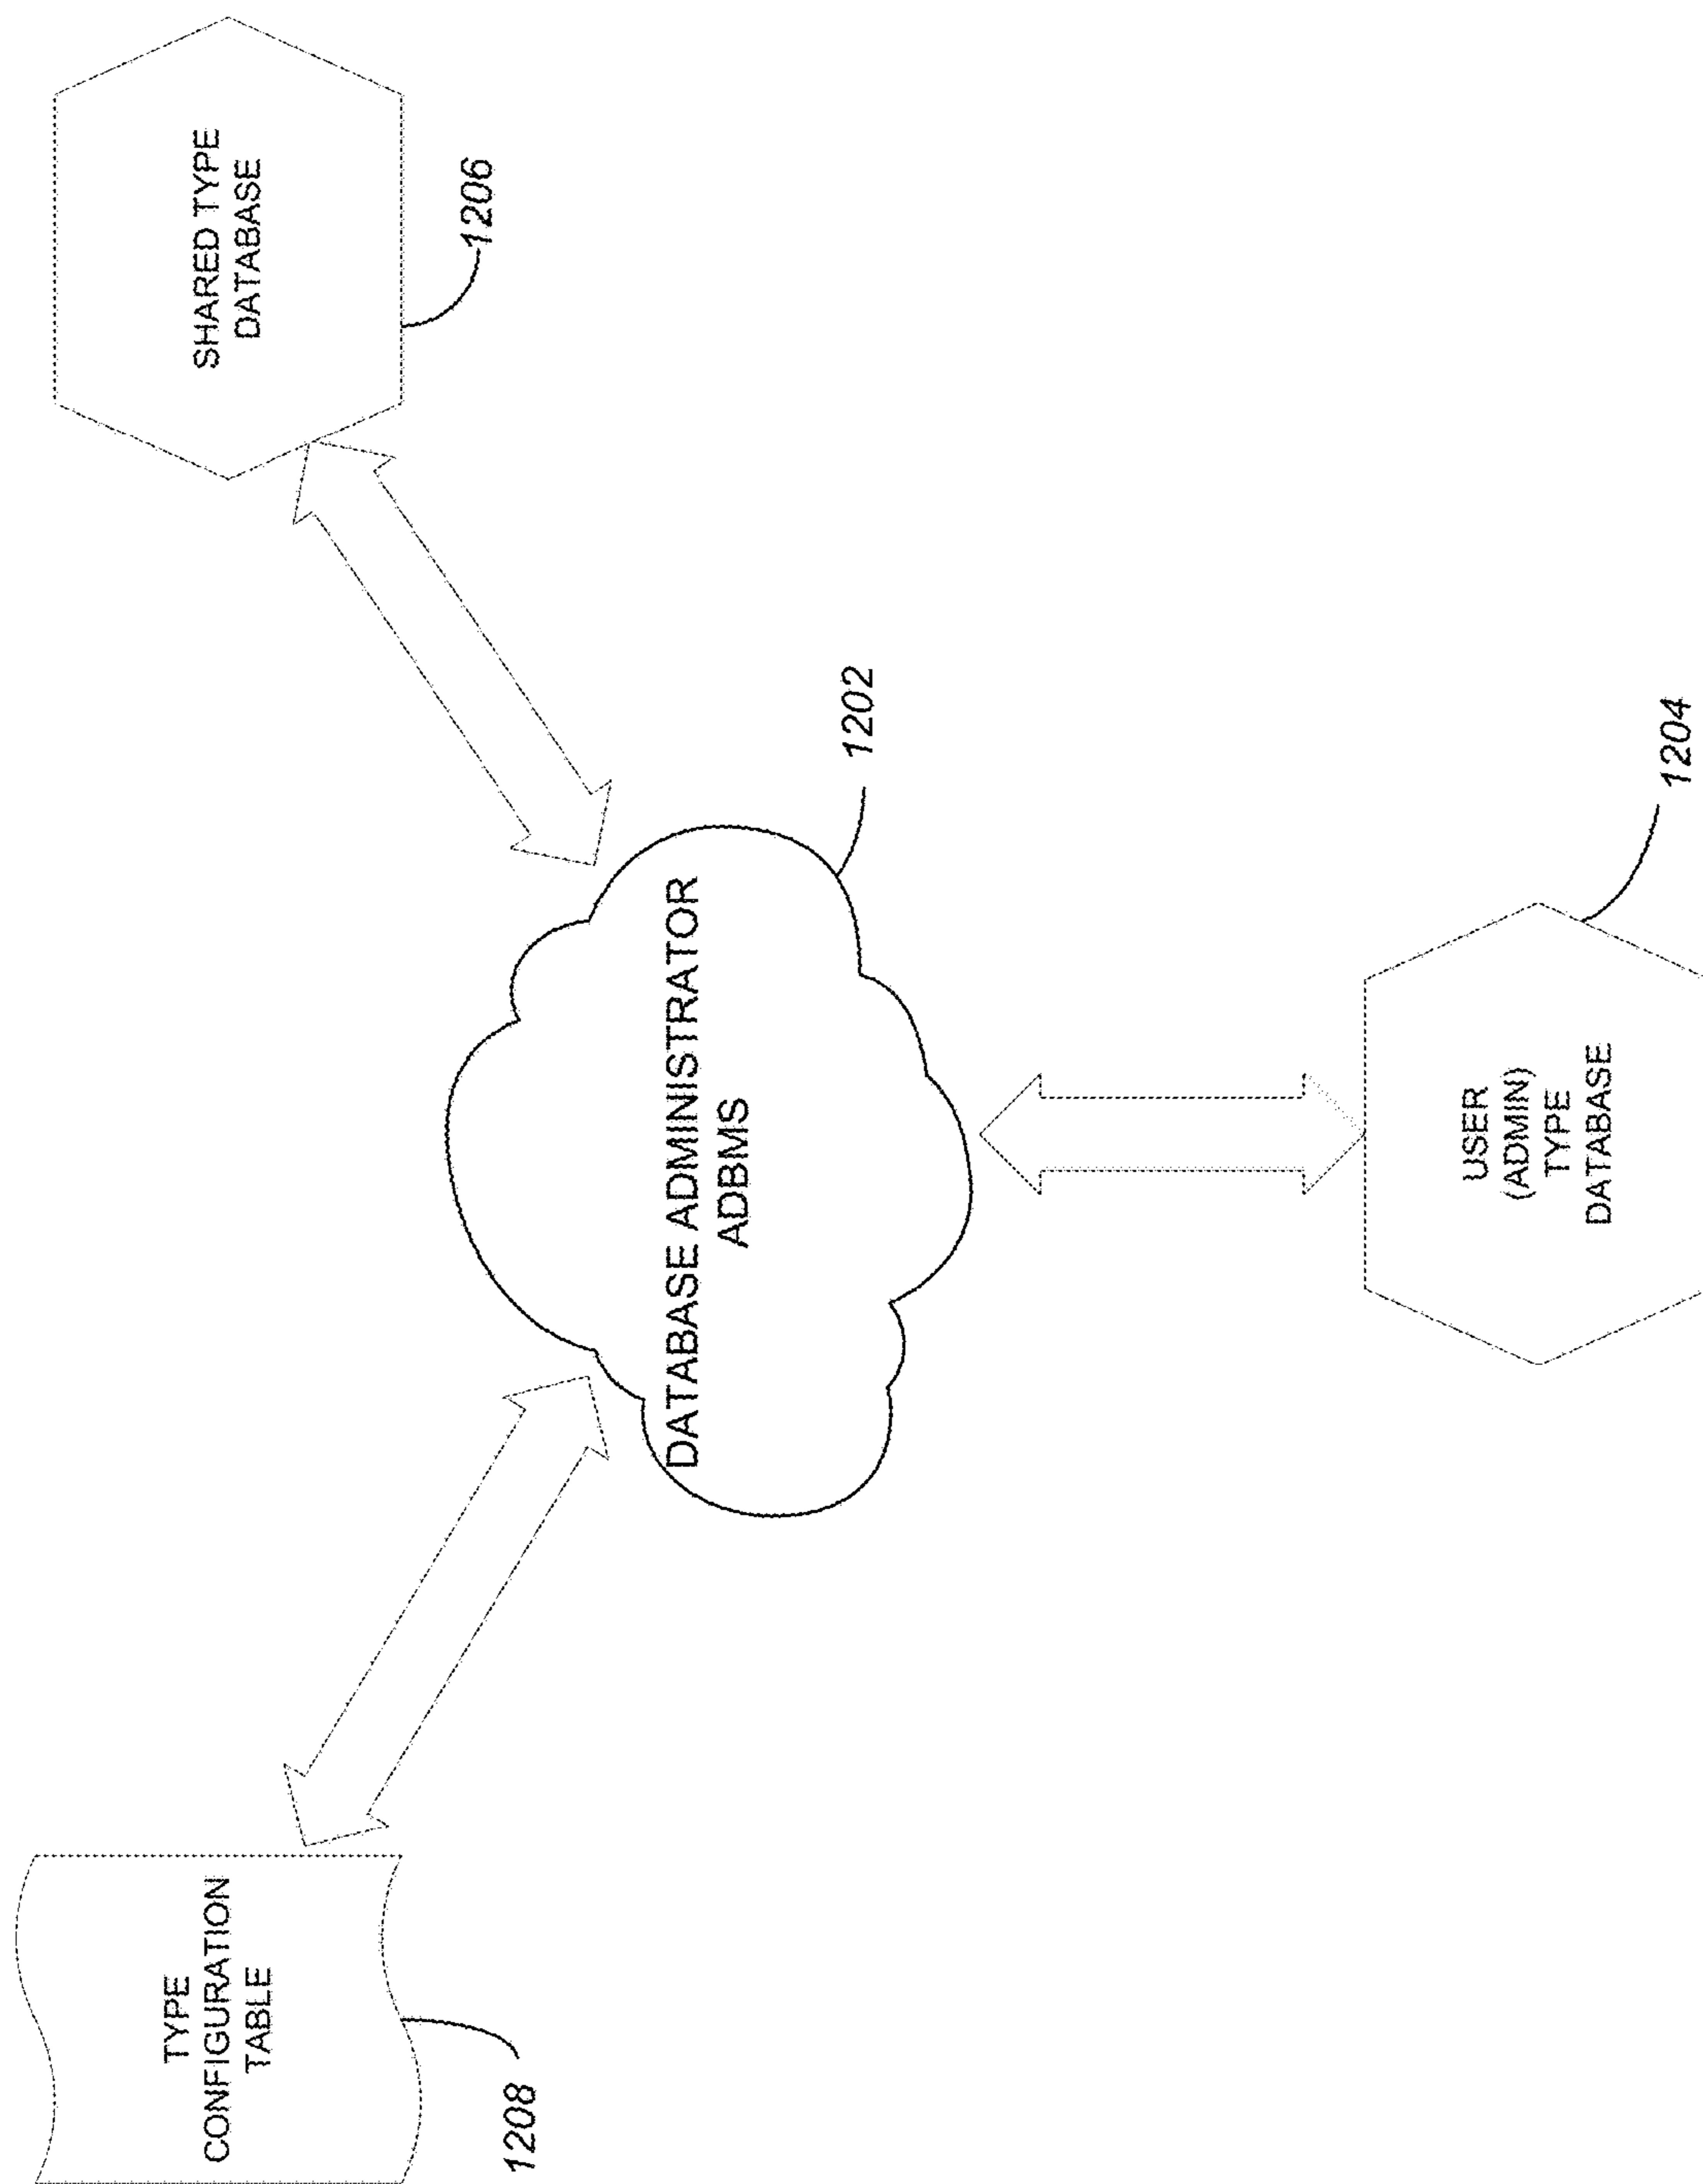 TYPE
CONFIGURATION
TABLE
1208
SHARED TYPE
DATABASE
1206
DATABASE ADMINISTRATOR
ADBMS
1202
USER
(ADMIN)
TYPE
DATABASE
1204